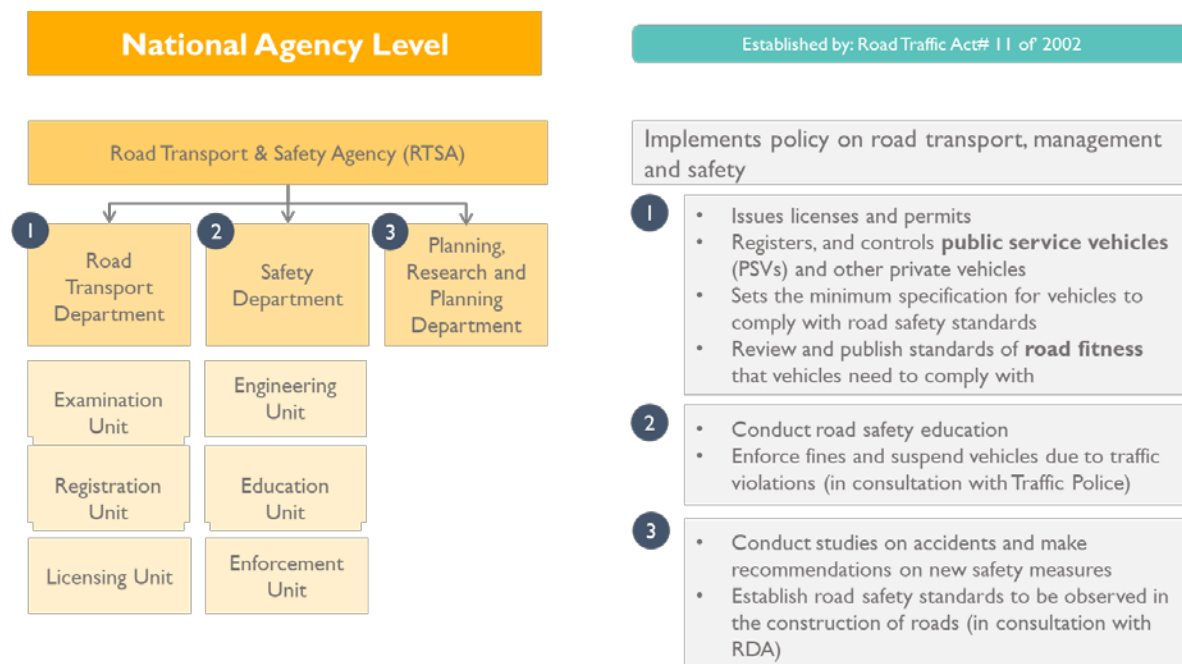 National Agency Level
Established by: Road Traffic Act# 11 of 2002
Road Transport & Safety Agency (RTSA)
Implements policy on road transport, management
and safety
1
Road
Transport
Department
2
Safety
Department
3
Planning,
Research and
Planning
Department
Examination
Unit
Registration
Unit
Licensing Unit
Engineering
Unit
Education
Unit
Enforcement
Unit
1
• Issues licenses and permits
• Registers, and controls public service vehicles
(PSVs) and other private vehicles
• Sets the minimum specification for vehicles to
comply with road safety standards
• Review and publish standards of road fitness
that vehicles need to comply with
2
• Conduct road safety education
• Enforce fines and suspend vehicles due to traffic
violations (in consultation with Traffic Police)
3
• Conduct studies on accidents and make
recommendations on new safety measures
• Establish road safety standards to be observed in
the construction of roads (in consultation with
RDA)